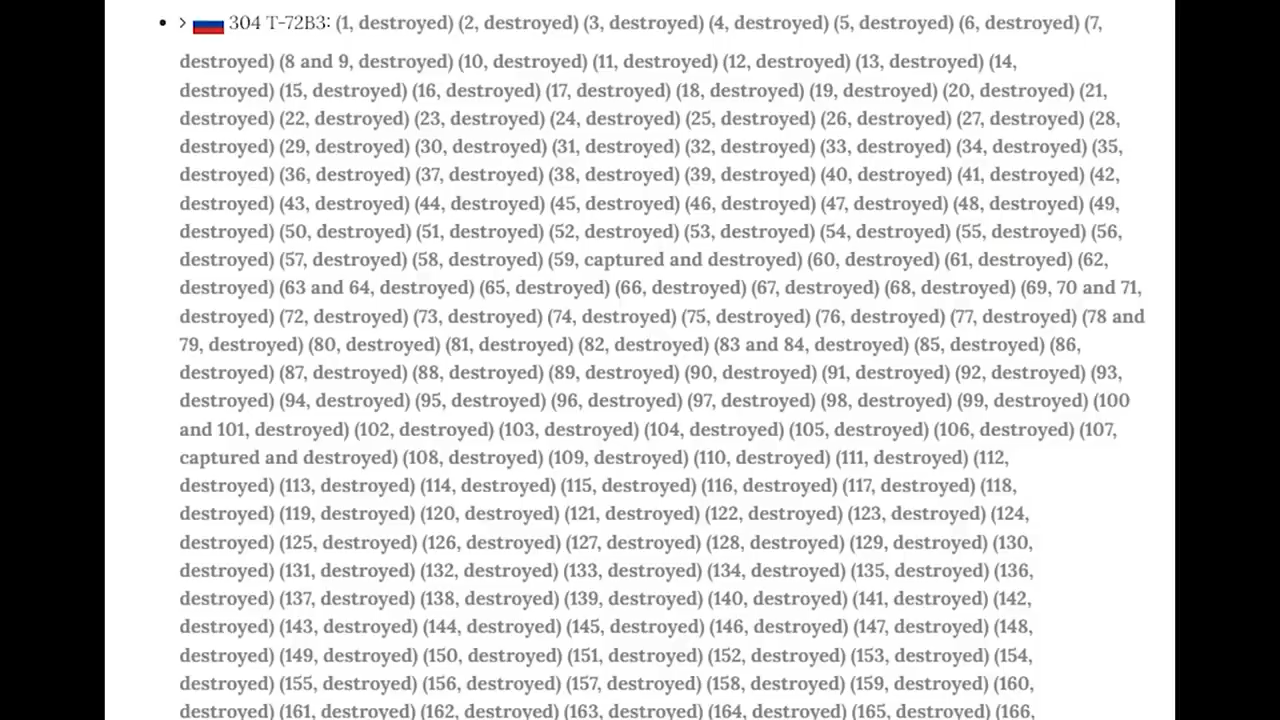 • > 304 T-72B3: (1, destroyed) (2, destroyed) (3, destroyed) (4, destroyed) (5, destroyed) (6, destroyed) (7,
destroyed) (8 and 9, destroyed) (10, destroyed) (11, destroyed) (12, destroyed) (13, destroyed) (14,
destroyed) (15, destroyed) (16, destroyed) (17, destroyed) (18, destroyed) (19, destroyed) (20, destroyed) (21,
destroyed) (22, destroyed) (23, destroyed) (24, destroyed) (25, destroyed) (26, destroyed) (27, destroyed) (28,
destroyed) (29, destroyed) (30, destroyed) (31, destroyed) (32, destroyed) (33, destroyed) (34, destroyed) (35,
destroyed) (36, destroyed) (37, destroyed) (38, destroyed) (39, destroyed) (40, destroyed) (41, destroyed) (42,
destroyed) (43, destroyed) (44, destroyed) (45, destroyed) (46, destroyed) (47, destroyed) (48, destroyed) (49,
destroyed) (50, destroyed) (51, destroyed) (52, destroyed) (53, destroyed) (54, destroyed) (55, destroyed) (56,
destroyed) (57, destroyed) (58, destroyed) (59, captured and destroyed) (60, destroyed) (61, destroyed) (62,
destroyed) (63 and 64, destroyed) (65, destroyed) (66, destroyed) (67, destroyed) (68, destroyed) (69, 70 and 71,
destroyed) (72, destroyed) (73, destroyed) (74, destroyed) (75, destroyed) (76, destroyed) (77, destroyed) (78 and
79, destroyed) (80, destroyed) (81, destroyed) (82, destroyed) (83 and 84, destroyed) (85, destroyed) (86,
destroyed) (87, destroyed) (88, destroyed) (89, destroyed) (90, destroyed) (91, destroyed) (92, destroyed) (93,
destroyed) (94, destroyed) (95, destroyed) (96, destroyed) (97, destroyed) (98, destroyed) (99, destroyed) (100
and 101, destroyed) (102, destroyed) (103, destroyed) (104, destroyed) (105, destroyed) (106, destroyed) (107,
captured and destroyed) (108, destroyed) (109, destroyed) (110, destroyed) (111, destroyed) (112,
destroyed) (113, destroyed) (114, destroyed) (115, destroyed) (116, destroyed) (117, destroyed) (118,
destroyed) (119, destroyed) (120, destroyed) (121, destroyed) (122, destroyed) (123, destroyed) (124,
destroyed) (125, destroyed) (126, destroyed) (127, destroyed) (128, destroyed) (129, destroyed) (130,
destroyed) (131, destroyed) (132, destroyed) (133, destroyed) (134, destroyed) (135, destroyed) (136,
destroyed) (137, destroyed) (138, destroyed) (139, destroyed) (140, destroyed) (141, destroyed) (142,
destroyed) (143, destroyed) (144, destroyed) (145, destroyed) (146, destroyed) (147, destroyed) (148,
destroyed) (149, destroyed) (150, destroyed) (151, destroyed) (152, destroyed) (153, destroyed) (154,
destroyed) (155, destroyed) (156, destroyed) (157, destroyed) (158, destroyed) (159, destroyed) (160,
destroyed) (161, destroyed) (162, destroyed) (163, destroyed) (164, destroyed) (165, destroyed) (166,